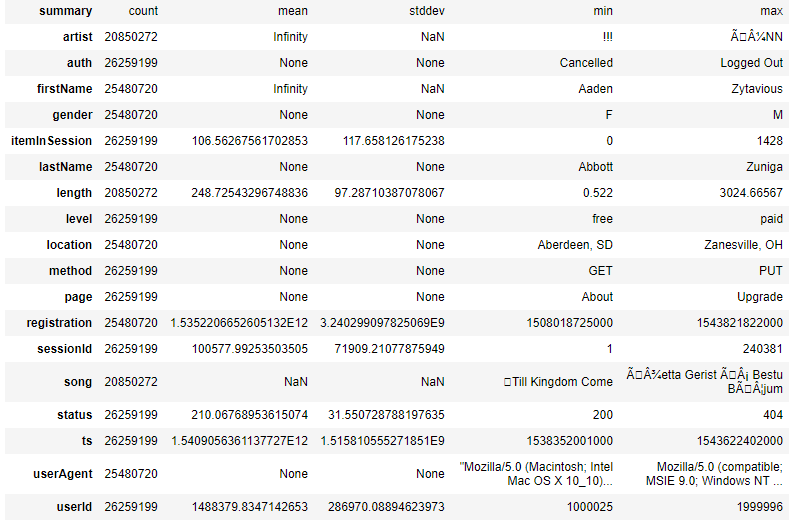 summary count mean stddev min max
artist 20850272 Infinity NaN !!! Ã\u0083Â¾NN
auth 26259199 None None Cancelled Logged Out
firstName 25480720 Infinity NaN Aaden Zytavious
gender 25480720 None None F M
itemInSession 26259199 106.56267561702853 117.658126175238 0 1428
lastName 25480720 None None Abbott Zuniga
length 20850272 248.72543296748836 97.28710387078067 0.522 3024.66567
level 26259199 None None free paid
location 25480720 None None Aberdeen, SD Zanesville, OH
method 26259199 None None GET PUT
page 26259199 None None About Upgrade
registration 25480720 1.5352206652605132E12 3.240299097825069E9 1508018725000 1543821822000
sessionId 26259199 100577.99253503505 71909.21077875949 1 240381
song 20850272 NaN NaN □Till Kingdom Come Ã□Â¾etta Gerist Ã□Â¡ Bestu
BÃ□Â¦jum
status 26259199 210.06768953615074 31.550728788197635 200 404
ts 26259199 1.5409056361137727E12 1.515810555271851E9 1538352001000 1543622402000
userAgent 25480720 None None "Mozilla/5.0 (Macintosh; Intel Mozilla/5.0 (compatible;
Mac OS X 10_10)... MSIE 9.0; Windows NT ...
userId 26259199 1488379.8347142653 286970.08894623973 1000025 1999996